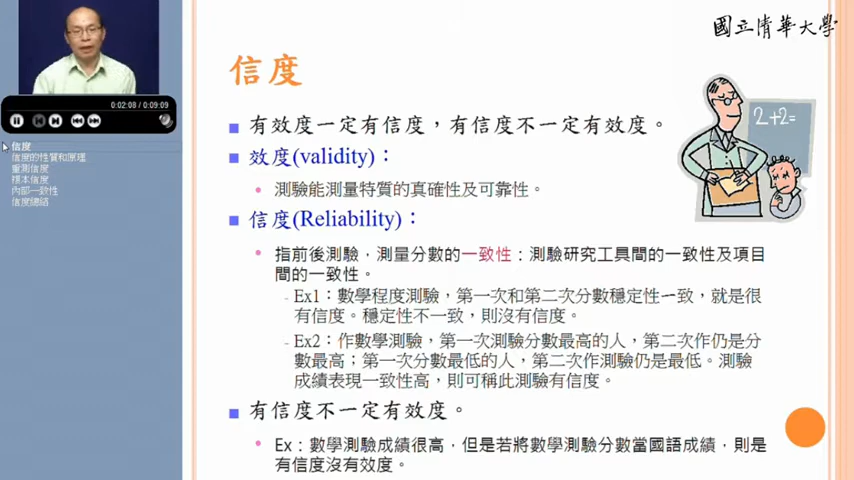 國立清華大學
信度
2+2=
0:02:08 / 0:09:09
信度
信度的性質和原理
重測信度
複本信度
內部一致性
信度總結
有效度一定有信度，有信度不一定有效度。
效度(validity)：
測驗能測量特質的真確性及可靠性。
信度(Reliability)：
指前後測驗，測量分數的一致性：測驗研究工具間的一致性及項目
間的一致性。
Ex1：數學程度測驗，第一次和第二次分數穩定性一致，就是很
有信度。穩定性不一致，則沒有信度。
Ex2：作數學測驗，第一次測驗分數最高的人，第二次作仍是分
數最高；第一次分數最低的人，第二次作測驗仍是最低。測驗
成績表現一致性高，則可稱此測驗有信度。
有信度不一定有效度。
Ex：數學測驗成績很高，但是若將數學測驗分數當國語成績，則是
有信度沒有效度。